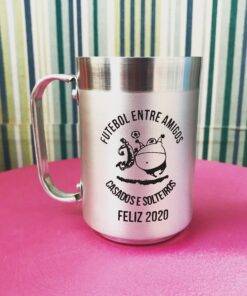 FUTEBOL ENTRE AMIGOS
CASADOS E SOLTEIROS
FELIZ 2020